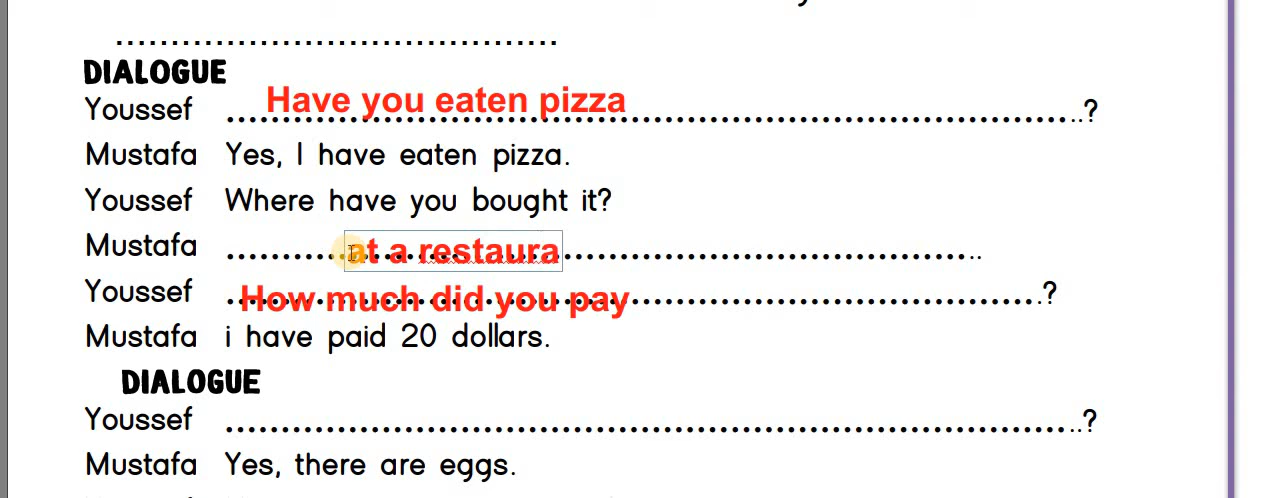 ........................................
DIALOGUE
Youssef Have you eaten pizza ..?
Mustafa Yes, I have eaten pizza.
Youssef Where have you bought it?
Mustafa at a restaura ..
Youssef How much did you pay .?
Mustafa i have paid 20 dollars.
DIALOGUE
Youssef ..........................................................................................?
Mustafa Yes, there are eggs.